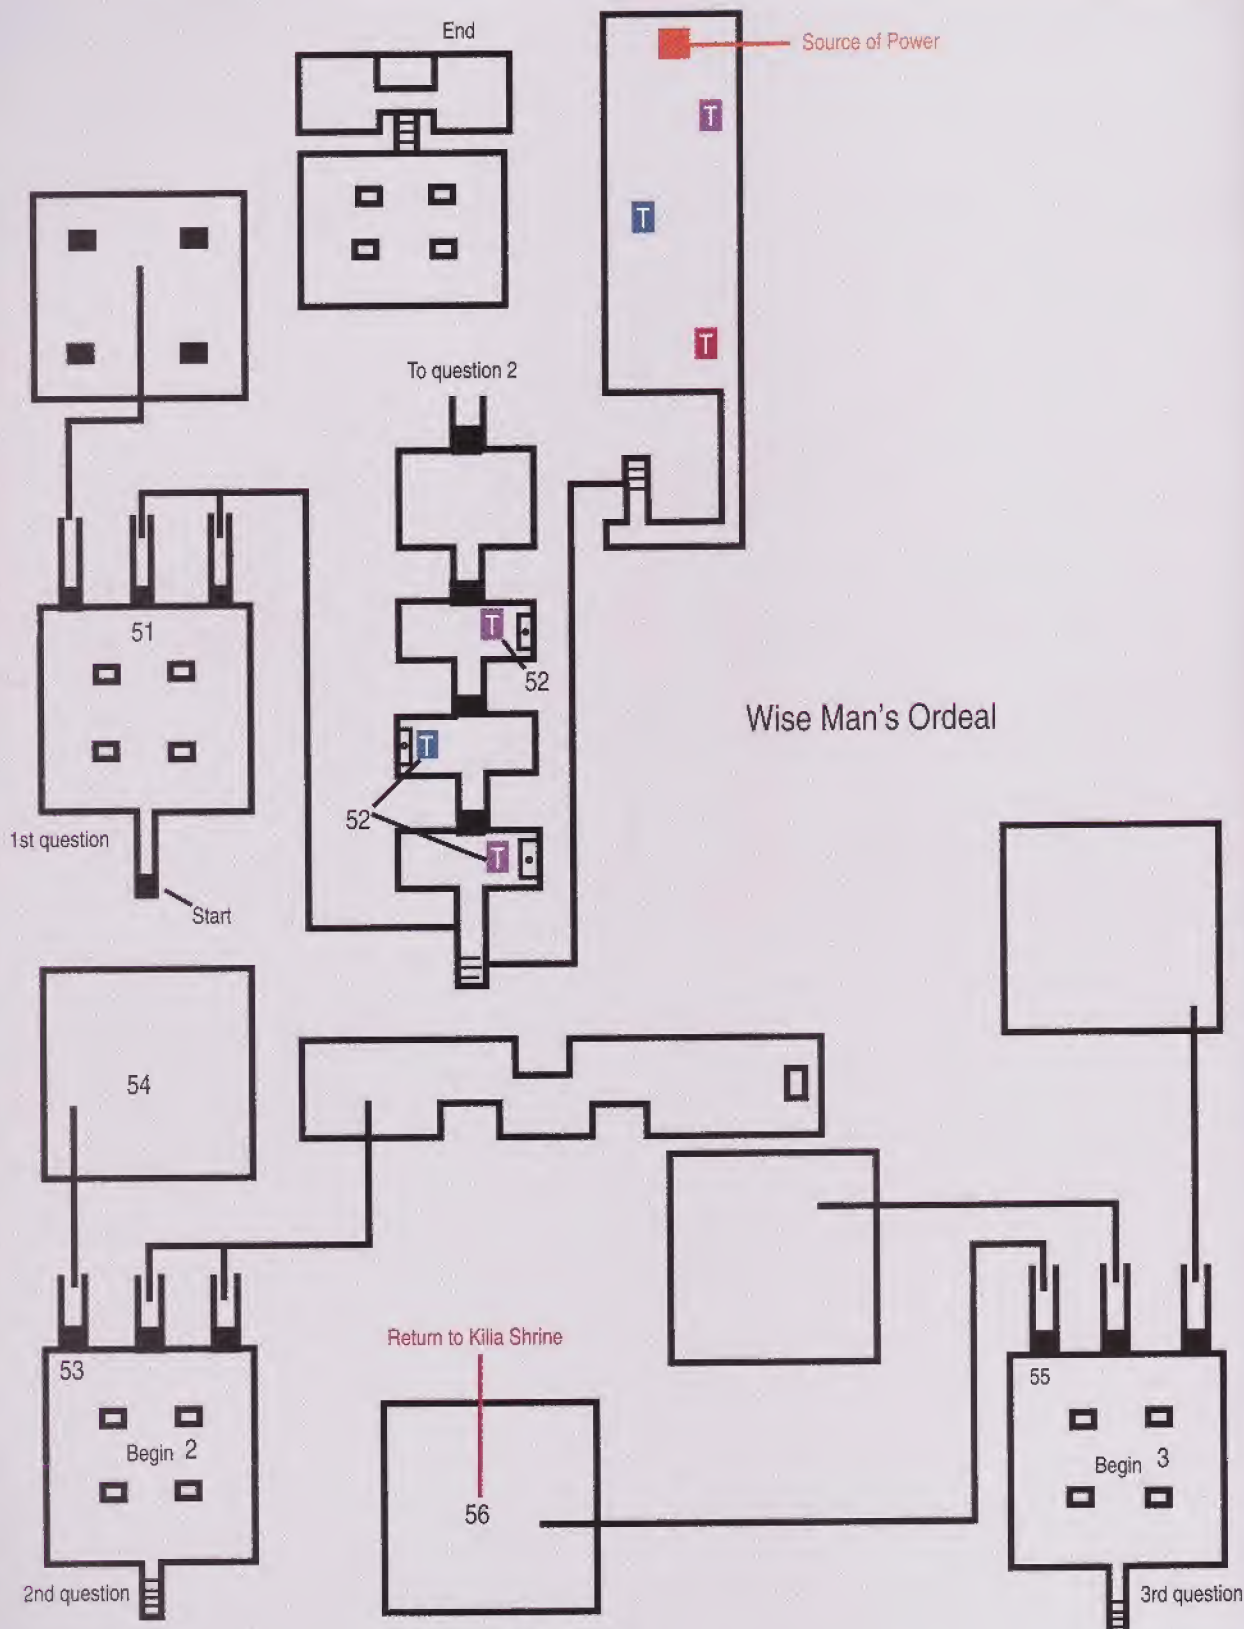 End
Source of Power
T
T
T
To question 2
51
T
52
Wise Man's Ordeal
T
52
T
1st question
Start
54
Return to Kilia Shrine
53
55
Begin 2
Begin 3
56
2nd question
3rd question